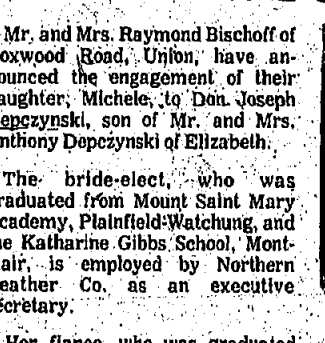 Mr. and Mrs. Raymond Bischoff of
oxwood Road, Union, have an-
ounced the engagement of their
aughter, Michele, to Don Joseph
epczynski, son of Mr. and Mrs.
nthony Depczynski of Elizabeth.
The bride-elect, who was
raduated from Mount Saint Mary
cademy, Plainfield-Watchung, and
he Katharine Gibbs School, Mont-
lair, is employed by Northern
eather Co. as an executive
ecretary.
Her fiance, who was graduated